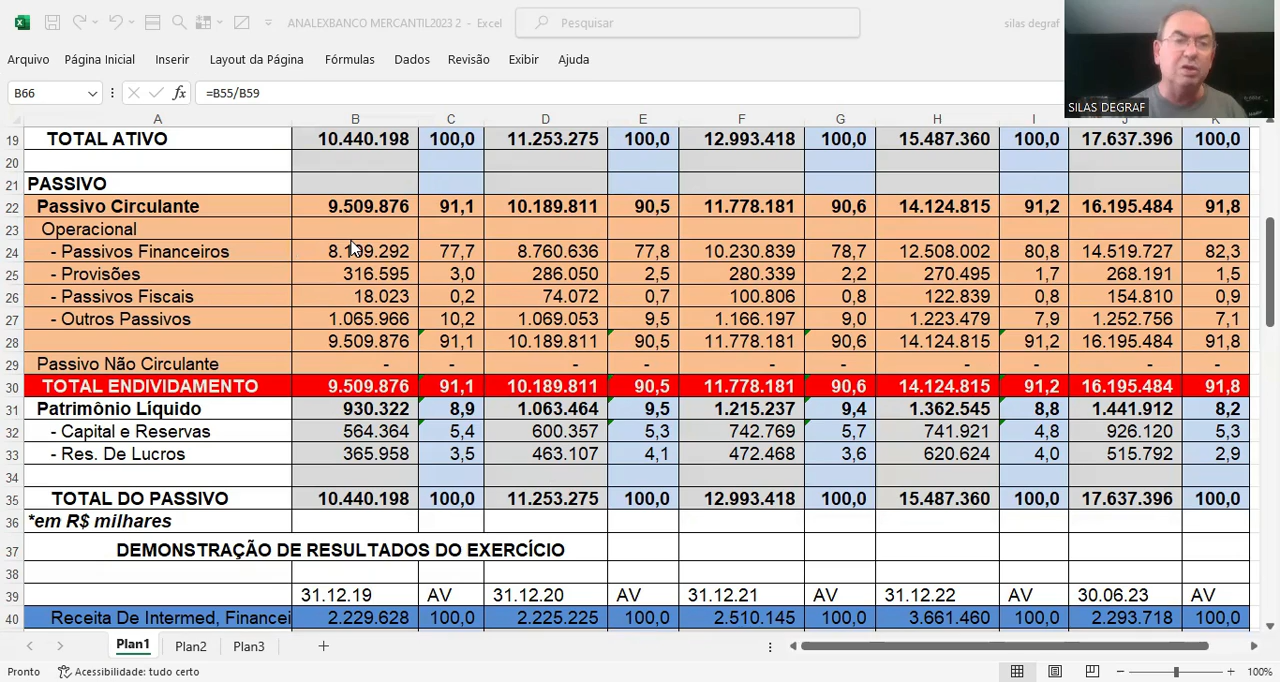 ANALEXBANCO MERCANTIL2023 2 - Excel
Pesquisar
silas degraf
Arquivo Página Inicial Inserir Layout da Página Fórmulas Dados Revisão Exibir Ajuda
SILAS DEGRAF
B66 fx =B55/B59
A B C D E F G H I J K
19 TOTAL ATIVO 10.440.198 100,0 11.253.275 100,0 12.993.418 100,0 15.487.360 100,0 17.637.396 100,0
20
21 PASSIVO
22 Passivo Circulante 9.509.876 91,1 10.189.811 90,5 11.778.181 90,6 14.124.815 91,2 16.195.484 91,8
23 Operacional
24 - Passivos Financeiros 8.109.292 77,7 8.760.636 77,8 10.230.839 78,7 12.508.002 80,8 14.519.727 82,3
25 - Provisões 316.595 3,0 286.050 2,5 280.339 2,2 270.495 1,7 268.191 1,5
26 - Passivos Fiscais 18.023 0,2 74.072 0,7 100.806 0,8 122.839 0,8 154.810 0,9
27 - Outros Passivos 1.065.966 10,2 1.069.053 9,5 1.166.197 9,0 1.223.479 7,9 1.252.756 7,1
28 9.509.876 91,1 10.189.811 90,5 11.778.181 90,6 14.124.815 91,2 16.195.484 91,8
29 Passivo Não Circulante - - - - - - - - - -
30 TOTAL ENDIVIDAMENTO 9.509.876 91,1 10.189.811 90,5 11.778.181 90,6 14.124.815 91,2 16.195.484 91,8
31 Patrimônio Líquido 930.322 8,9 1.063.464 9,5 1.215.237 9,4 1.362.545 8,8 1.441.912 8,2
32 - Capital e Reservas 564.364 5,4 600.357 5,3 742.769 5,7 741.921 4,8 926.120 5,3
33 - Res. De Lucros 365.958 3,5 463.107 4,1 472.468 3,6 620.624 4,0 515.792 2,9
34
35 TOTAL DO PASSIVO 10.440.198 100,0 11.253.275 100,0 12.993.418 100,0 15.487.360 100,0 17.637.396 100,0
36 *em R$ milhares
37 DEMONSTRAÇÃO DE RESULTADOS DO EXERCÍCIO
38
39 31.12.19 AV 31.12.20 AV 31.12.21 AV 31.12.22 AV 30.06.23 AV
40 Receita De Intermed, Financei 2.229.628 100,0 2.225.225 100,0 2.510.145 100,0 3.661.460 100,0 2.293.718 100,0
Plan1 Plan2 Plan3
Pronto Acessibilidade: tudo certo 100%